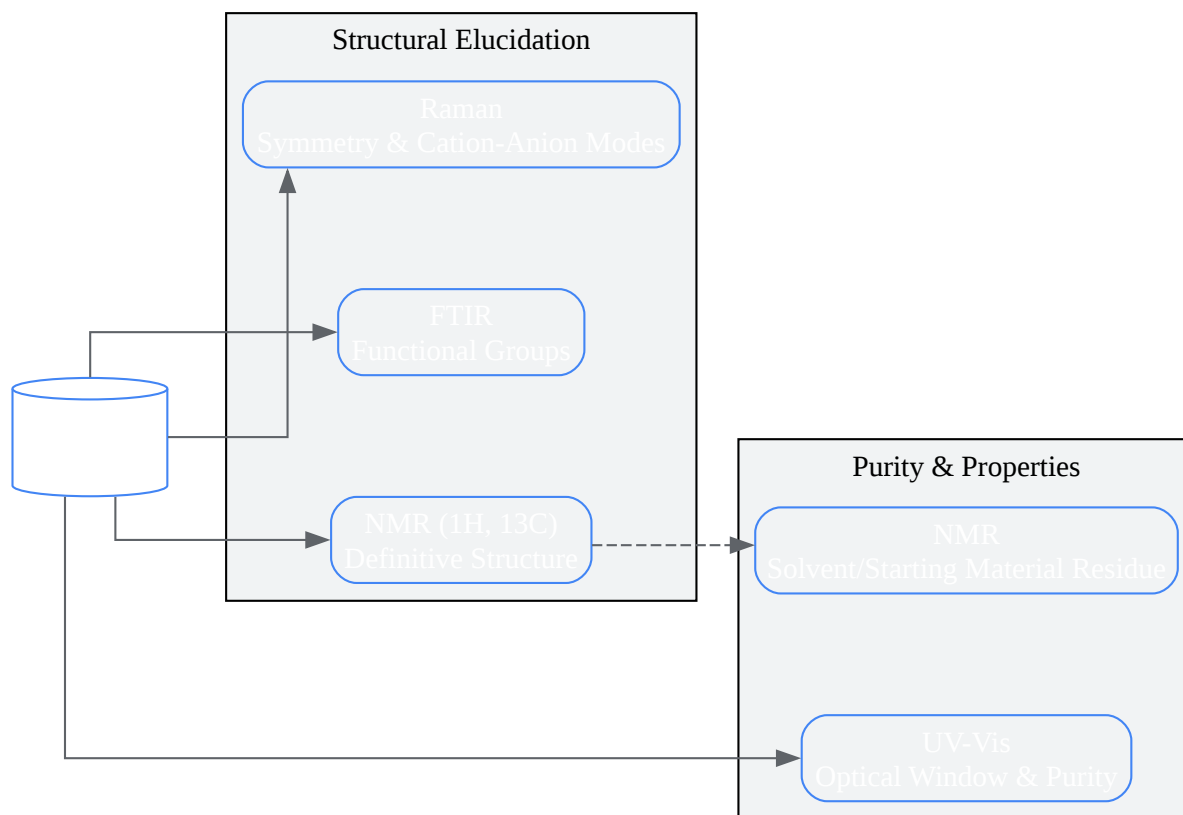 Structural Elucidation
Raman
Symmetry & Cation-Anion Modes
FTIR
Functional Groups
NMR (1H, 13C)
Definitive Structure
Purity & Properties
NMR
Solvent/Starting Material Residue
UV-Vis
Optical Window & Purity